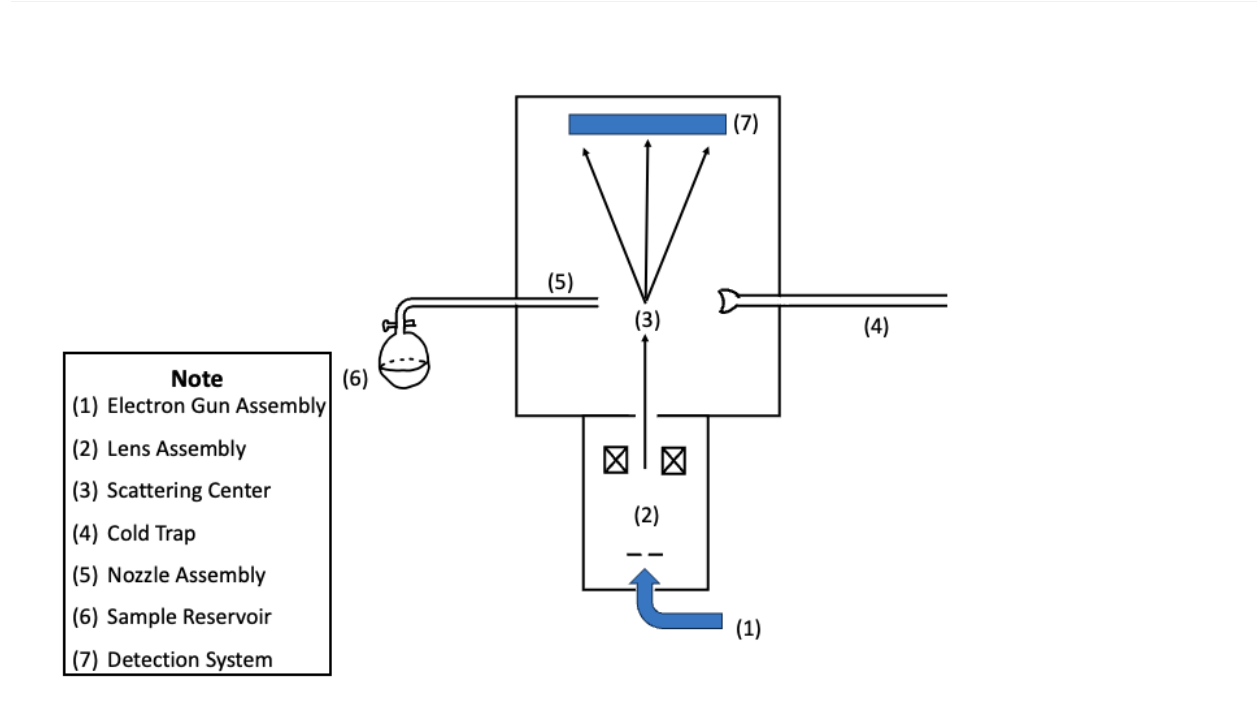 (7)
(5)
(3)
(4)
(6)
Note
(1) Electron Gun Assembly
(2) Lens Assembly
(3) Scattering Center
(4) Cold Trap
(5) Nozzle Assembly
(6) Sample Reservoir
(7) Detection System
(2)
(1)